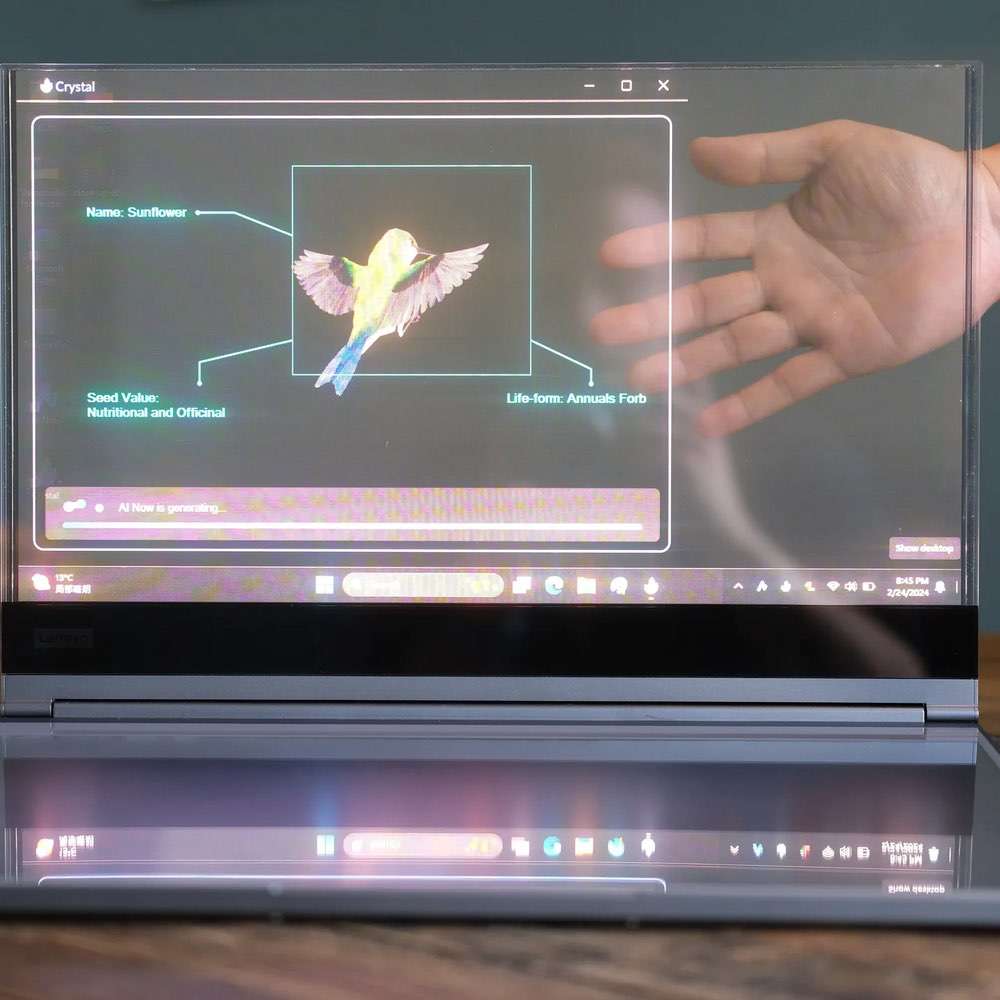 Crystal
Name: Sunflower
Seed Value:
Nutritional and Officinal
Life-form: Annuals Forb
AI Now is generating...
Show desktop
13°C
8:45 PM
2/24/2024
Lenovo